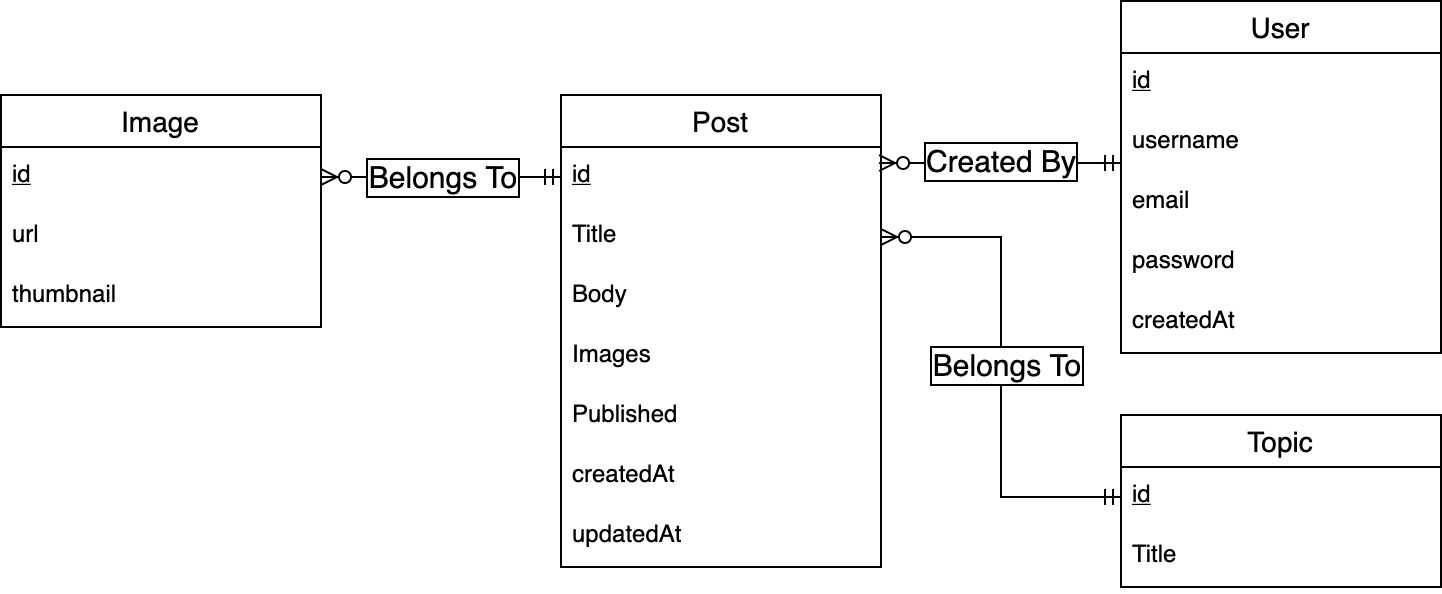 Image
id
url
thumbnail
Belongs To
Post
id
Title
Body
Images
Published
createdAt
updatedAt
Created By
Belongs To
User
id
username
email
password
createdAt
Topic
id
Title